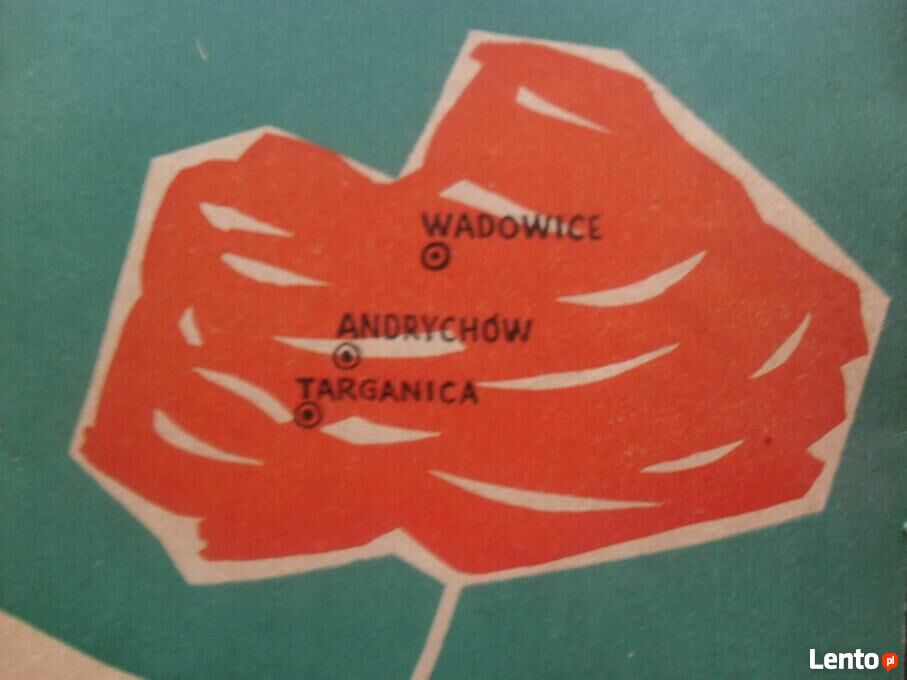 WADOWICE
ANDRYCHÓW
TARGANICA
Lento pl